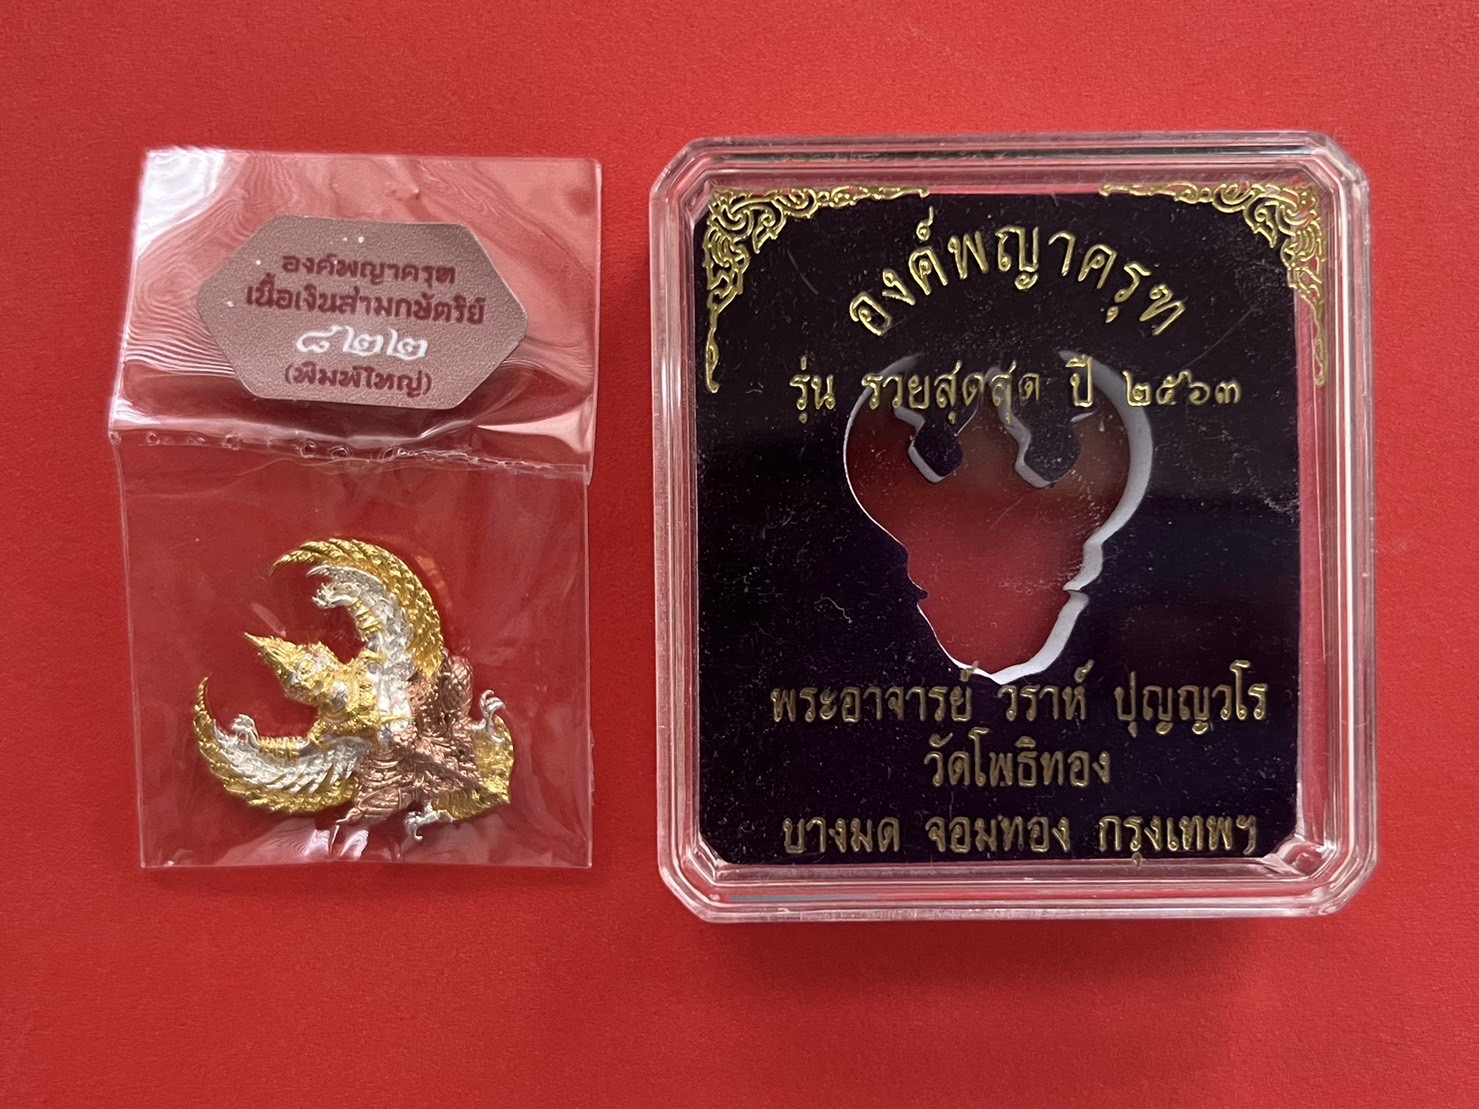 องค์พญาครุฑ
เนื้อเงินสามกษัตริย์
๘๒๒
(พิมพ์ใหญ่)
องค์พญาครุฑ
รุ่น รวยสุดสุด ปี ๒๕๖๓
พระอาจารย์ วราห์ ปุญญวโร
วัดโพธิทอง
บางมด จอมทอง กรุงเทพฯ